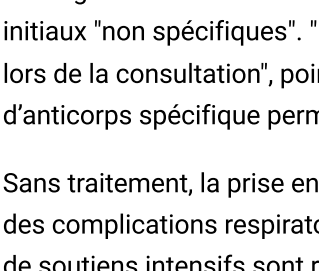 initiaux "non spécifiques". "
lors de la consultation", poi
d'anticorps spécifique perm
Sans traitement, la prise en
des complications respirato
de soutiens intensifs sont r